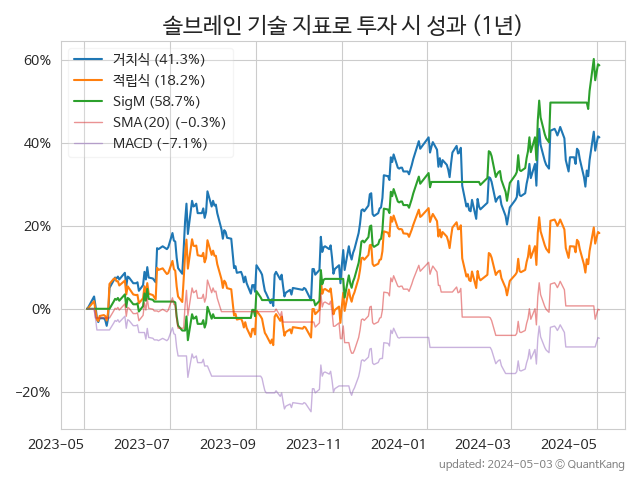 솔브레인 기술 지표로 투자 시 성과 (1년)
거치식 (41.3%)
적립식 (18.2%)
SigM (58.7%)
SMA(20) (−0.3%)
MACD (−7.1%)
60%
40%
20%
0%
−20%
2023-05 2023-07 2023-09 2023-11 2024-01 2024-03 2024-05
updated: 2024-05-03 © QuantKang